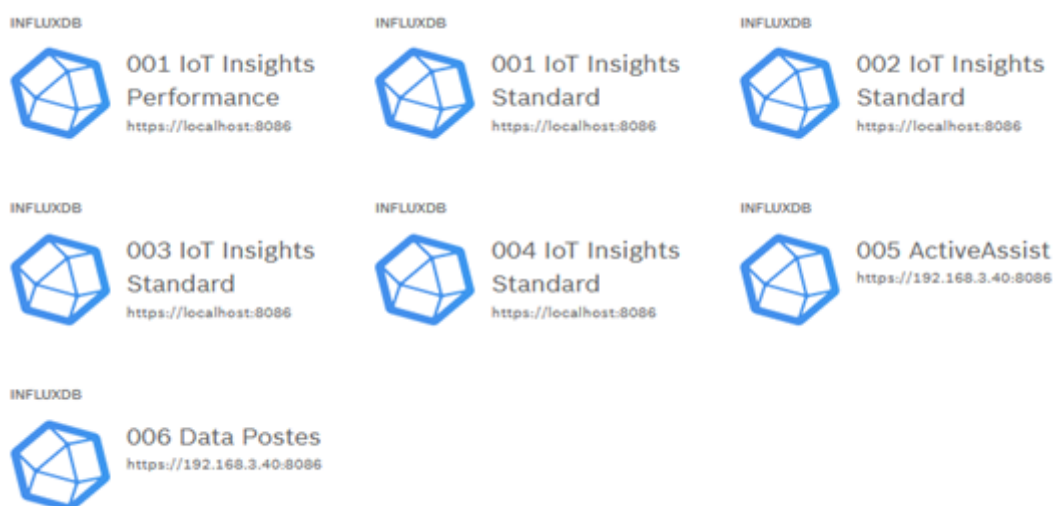 INFLUXDB
001 IoT Insights
Performance
https://localhost:8086
INFLUXDB
001 IoT Insights
Standard
https://localhost:8086
INFLUXDB
002 IoT Insights
Standard
https://localhost:8086
INFLUXDB
003 IoT Insights
Standard
https://localhost:8086
INFLUXDB
004 IoT Insights
Standard
https://localhost:8086
INFLUXDB
005 ActiveAssist
https://192.168.3.40:8086
INFLUXDB
006 Data Postes
https://192.168.3.40:8086